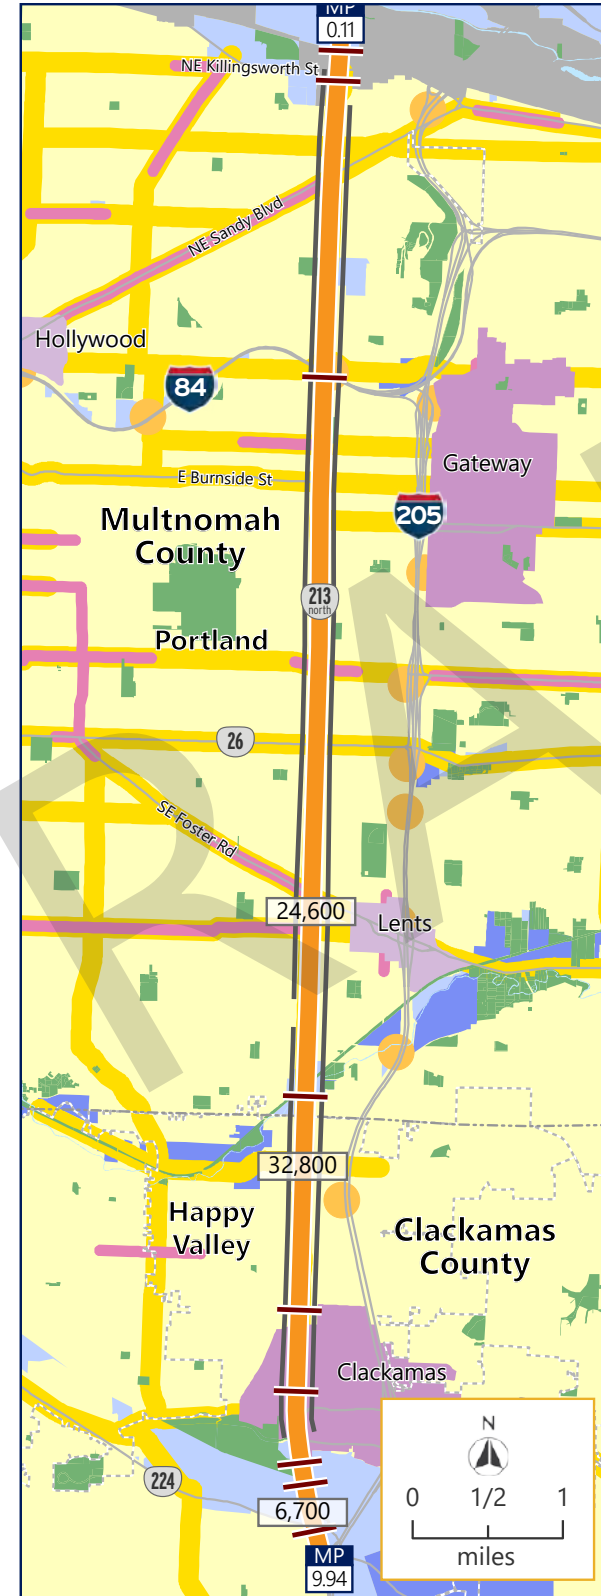 MP
0.11
NE Killingsworth St
NE Sandy Blvd
Hollywood
84
Gateway
E Burnside St
205
Multnomah
County
213
north
Portland
26
SE Foster Rd
24,600
Lents
32,800
Happy
Valley
Clackamas
County
Clackamas
224
6,700
MP
9.94
N
0 1/2 1
miles